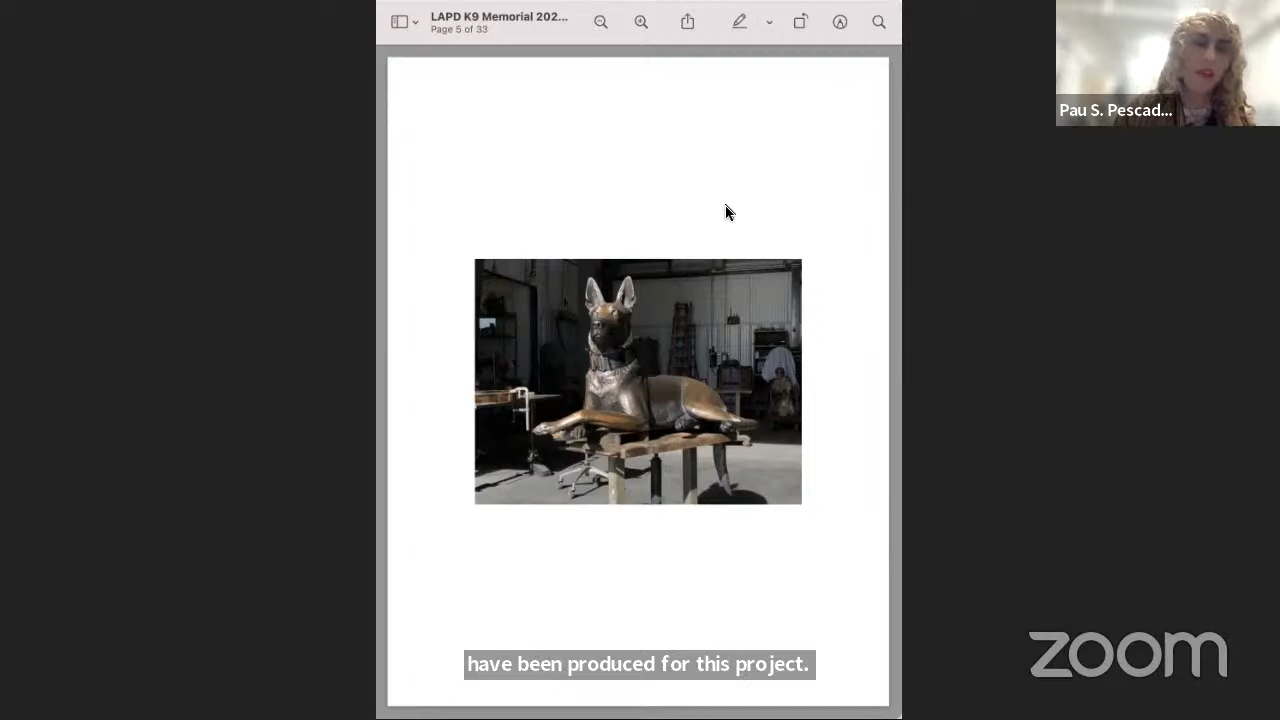 LAPD K9 Memorial 202...
Page 5 of 33
Pau S. Pescad...
have been produced for this project.
zoom